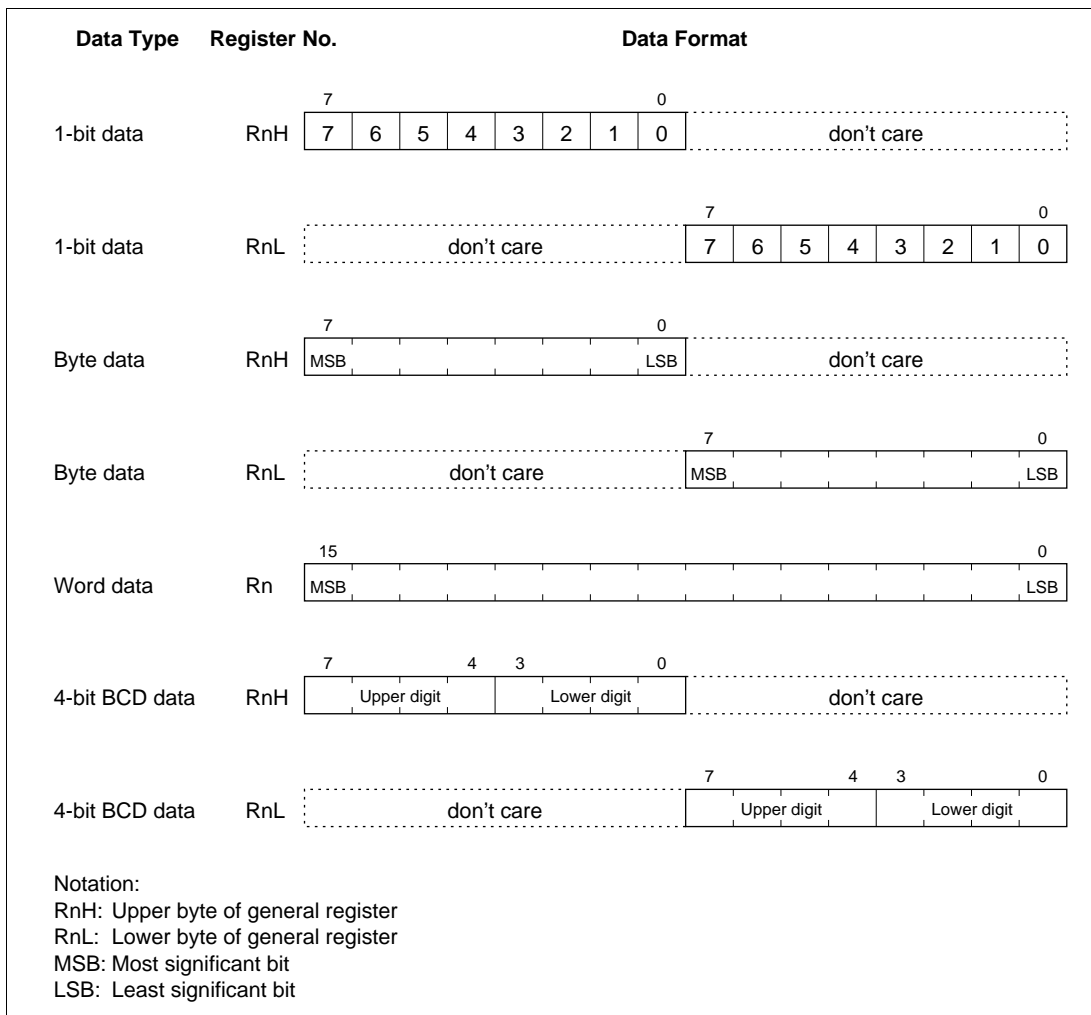 Data Type Register No. Data Format
7 0
1-bit data RnH 7 6 5 4 3 2 1 0 don't care
7 0
1-bit data RnL don't care 7 6 5 4 3 2 1 0
7 0
Byte data RnH MSB LSB don't care
7 0
Byte data RnL don't care MSB LSB
15 0
Word data Rn MSB LSB
7 4 3 0
4-bit BCD data RnH Upper digit Lower digit don't care
7 4 3 0
4-bit BCD data RnL don't care Upper digit Lower digit
Notation:
RnH: Upper byte of general register
RnL: Lower byte of general register
MSB: Most significant bit
LSB: Least significant bit